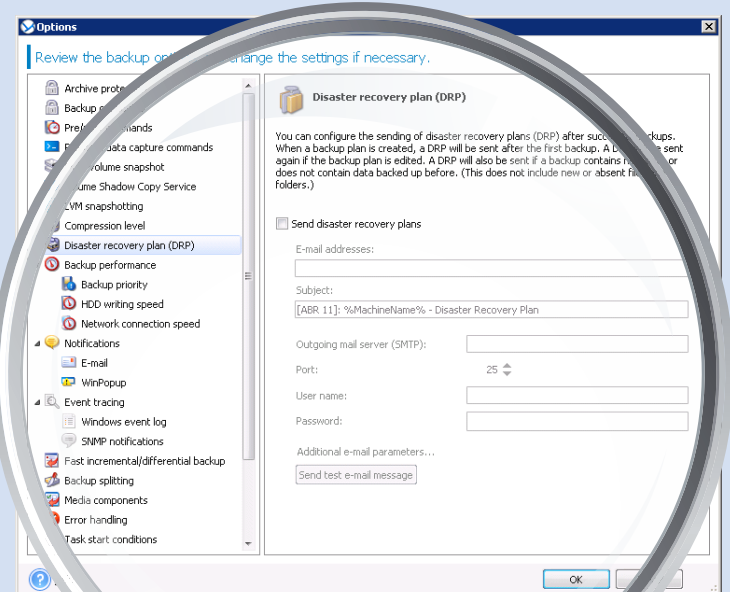 Options
Review the backup op
ange the settings if necessary.
Archive prote
Backup
Pre/
mands
data capture commands
volume snapshot
ume Shadow Copy Service
LVM snapshotting
Compression level
Disaster recovery plan (DRP)
Backup performance
Backup priority
HDD writing speed
Network connection speed
Notifications
E-mail
WinPopup
Event tracing
Windows event log
SNMP notifications
Fast incremental/differential backup
Backup splitting
Media components
Error handling
Task start conditions
Disaster recovery plan (DRP)
You can configure the sending of disaster recovery plans (DRP) after succ ckups.
When a backup plan is created, a DRP will be sent after the first backup. A D e sent
again if the backup plan is edited. A DRP will also be sent if a backup contains n or
does not contain data backed up before. (This does not include new or absent fil
folders.)
Send disaster recovery plans
E-mail addresses:
Subject:
[ABR 11]: %MachineName% - Disaster Recovery Plan
Outgoing mail server (SMTP):
Port:
25
User name:
Password:
Additional e-mail parameters...
Send test e-mail message
OK